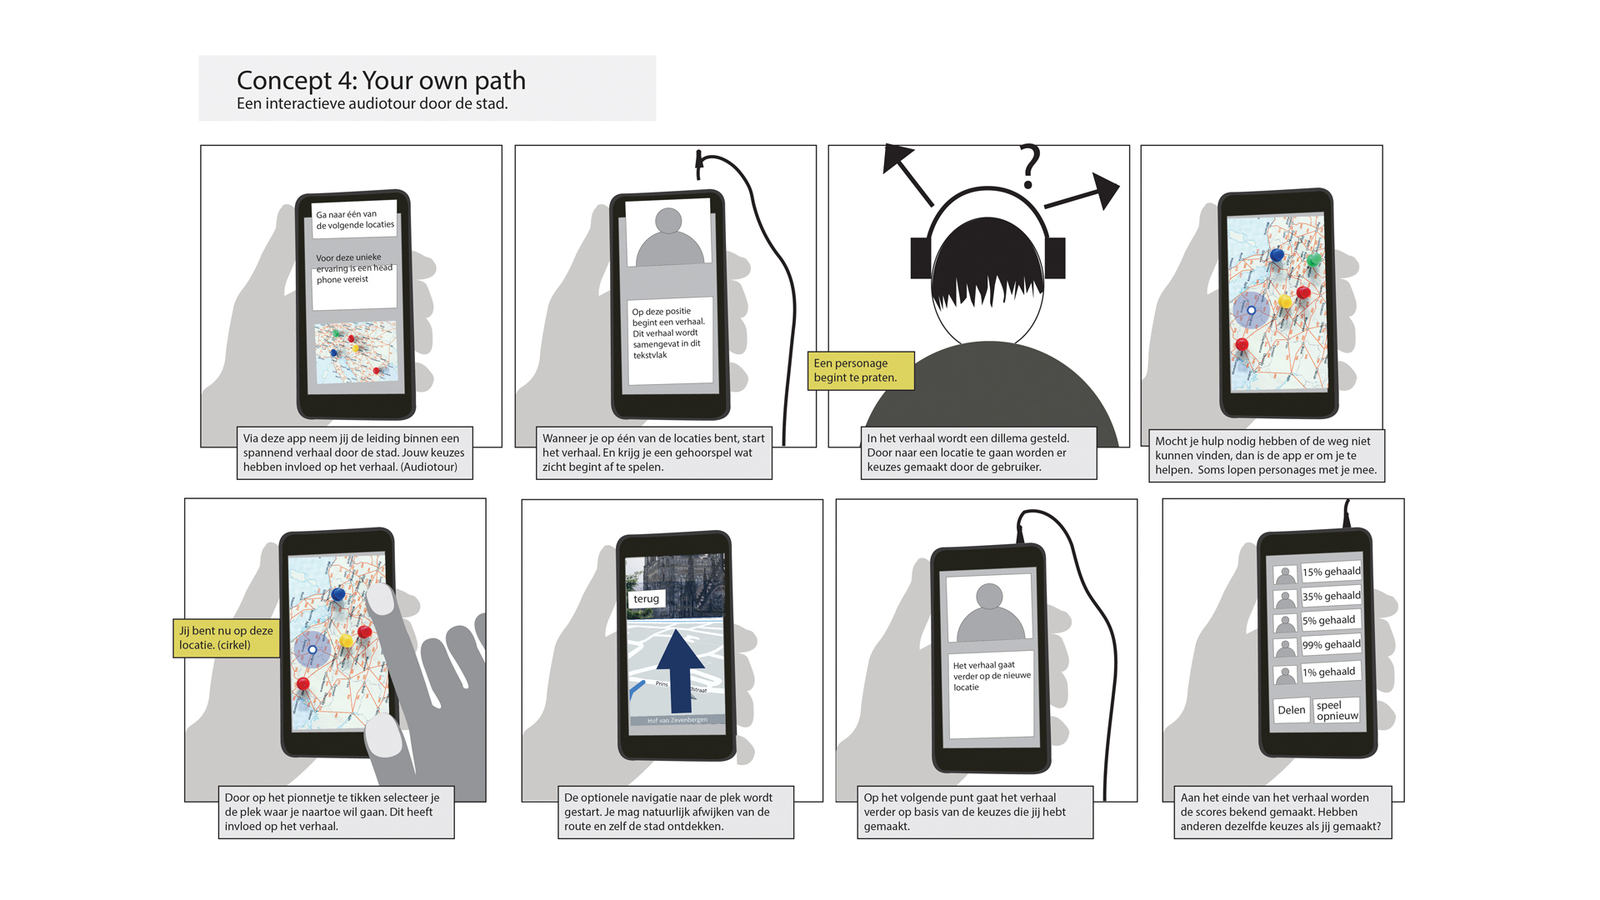 Concept 4: Your own path
Een interactieve audiotour door de stad.
Ga naar één van
de volgende locaties
Voor deze unieke
ervaring is een head
phone vereist
Via deze app neem jij de leiding binnen een
spannend verhaal door de stad. Jouw keuzes
hebben invloed op het verhaal. (Audiotour)
Op deze positie
begint een verhaal.
Dit verhaal wordt
samengevat in dit
tekstvlak
Wanneer je op één van de locaties bent, start
het verhaal. En krijg je een gehoorspel wat
zicht begint af te spelen.
?
Een personage
begint te praten.
In het verhaal wordt een dillema gesteld.
Door naar een locatie te gaan worden er
keuzes gemaakt door de gebruiker.
Mocht je hulp nodig hebben of de weg niet
kunnen vinden, dan is de app er om je te
helpen. Soms lopen personages met je mee.
Jij bent nu op deze
locatie. (cirkel)
Door op het pionnetje te tikken selecteer je
de plek waar je naartoe wil gaan. Dit heeft
invloed op het verhaal.
terug
Prins
straat
Hof van Zevenbergen
De optionele navigatie naar de plek wordt
gestart. Je mag natuurlijk afwijken van de
route en zelf de stad ontdekken.
Het verhaal gaat
verder op de nieuwe
locatie
Op het volgende punt gaat het verhaal
verder op basis van de keuzes die jij hebt
gemaakt.
15% gehaald
35% gehaald
5% gehaald
99% gehaald
1% gehaald
Delen
speel
opnieuw
Aan het einde van het verhaal worden
de scores bekend gemaakt. Hebben
anderen dezelfde keuzes als jij gemaakt?